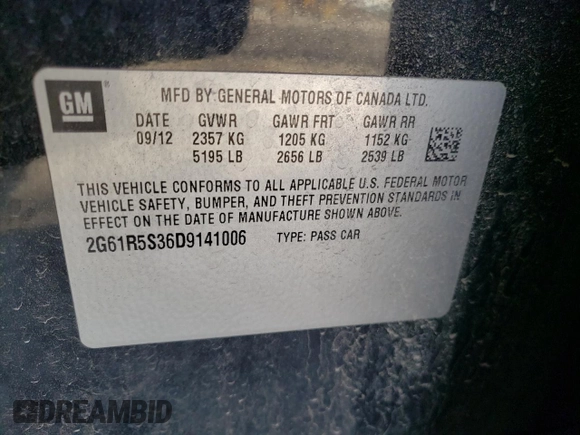 GM
MFD BY GENERAL MOTORS OF CANADA LTD.
DATE GVWR GAWR FRT GAWR RR
09/12 2357 KG 1205 KG 1152 KG
5195 LB 2656 LB 2539 LB
THIS VEHICLE CONFORMS TO ALL APPLICABLE U.S. FEDERAL MOTOR
VEHICLE SAFETY, BUMPER, AND THEFT PREVENTION STANDARDS IN
EFFECT ON THE DATE OF MANUFACTURE SHOWN ABOVE.
2G61R5S36D9141006 TYPE: PASS CAR
DREAMBID